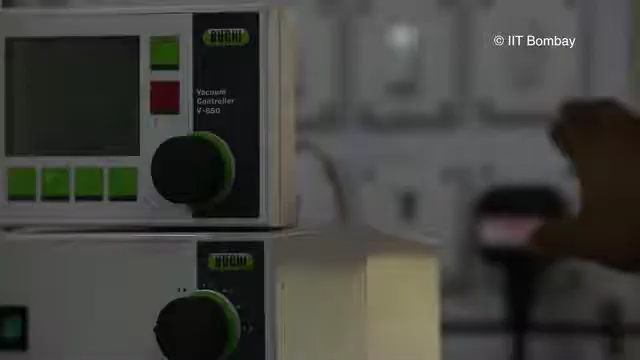 © IIT Bombay
BUCHI
Vacuum
Controller
V-850
BUCHI